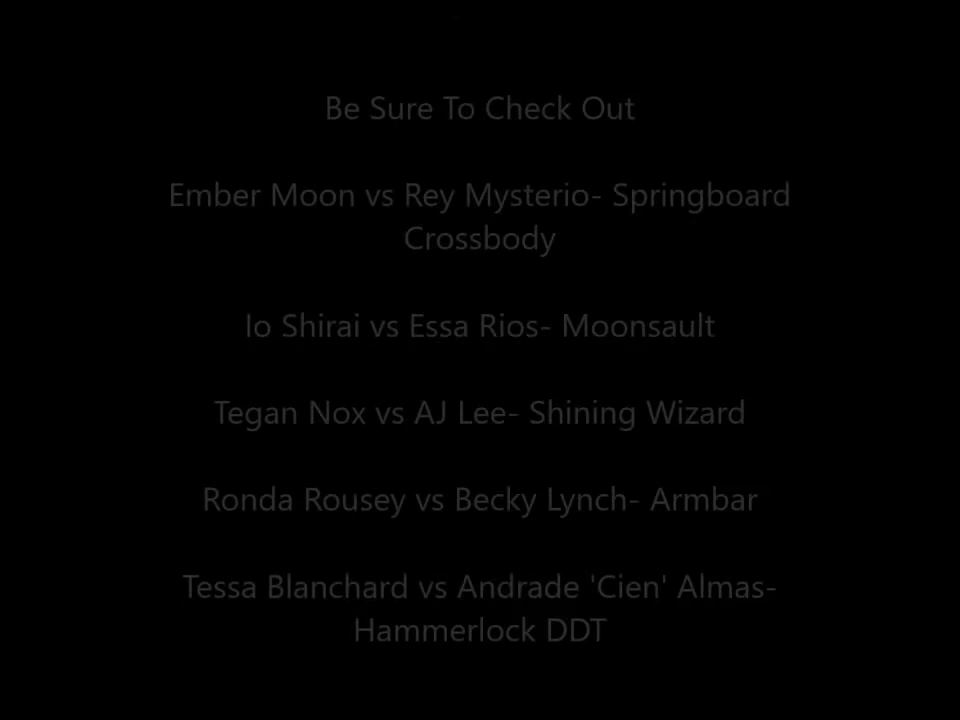 Be Sure To Check Out
Ember Moon vs Rey Mysterio- Springboard
Crossbody
Io Shirai vs Essa Rios- Moonsault
Tegan Nox vs AJ Lee- Shining Wizard
Ronda Rousey vs Becky Lynch- Armbar
Tessa Blanchard vs Andrade 'Cien' Almas-
Hammerlock DDT